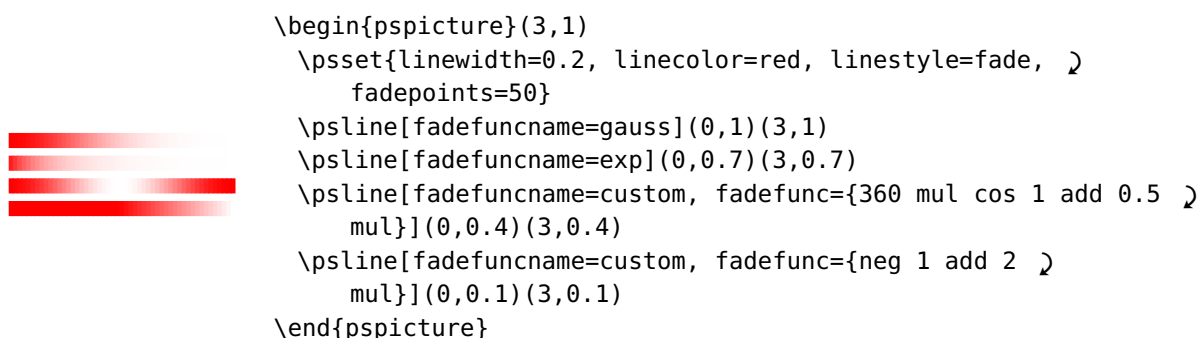 \begin{pspicture}(3,1)
\psset{linewidth=0.2, linecolor=red, linestyle=fade, ⤸
fadepoints=50}
\psline[fadefuncname=gauss](0,1)(3,1)
\psline[fadefuncname=exp](0,0.7)(3,0.7)
\psline[fadefuncname=custom, fadefunc={360 mul cos 1 add 0.5 ⤸
mul}](0,0.4)(3,0.4)
\psline[fadefuncname=custom, fadefunc={neg 1 add 2 ⤸
mul}](0,0.1)(3,0.1)
\end{pspicture}